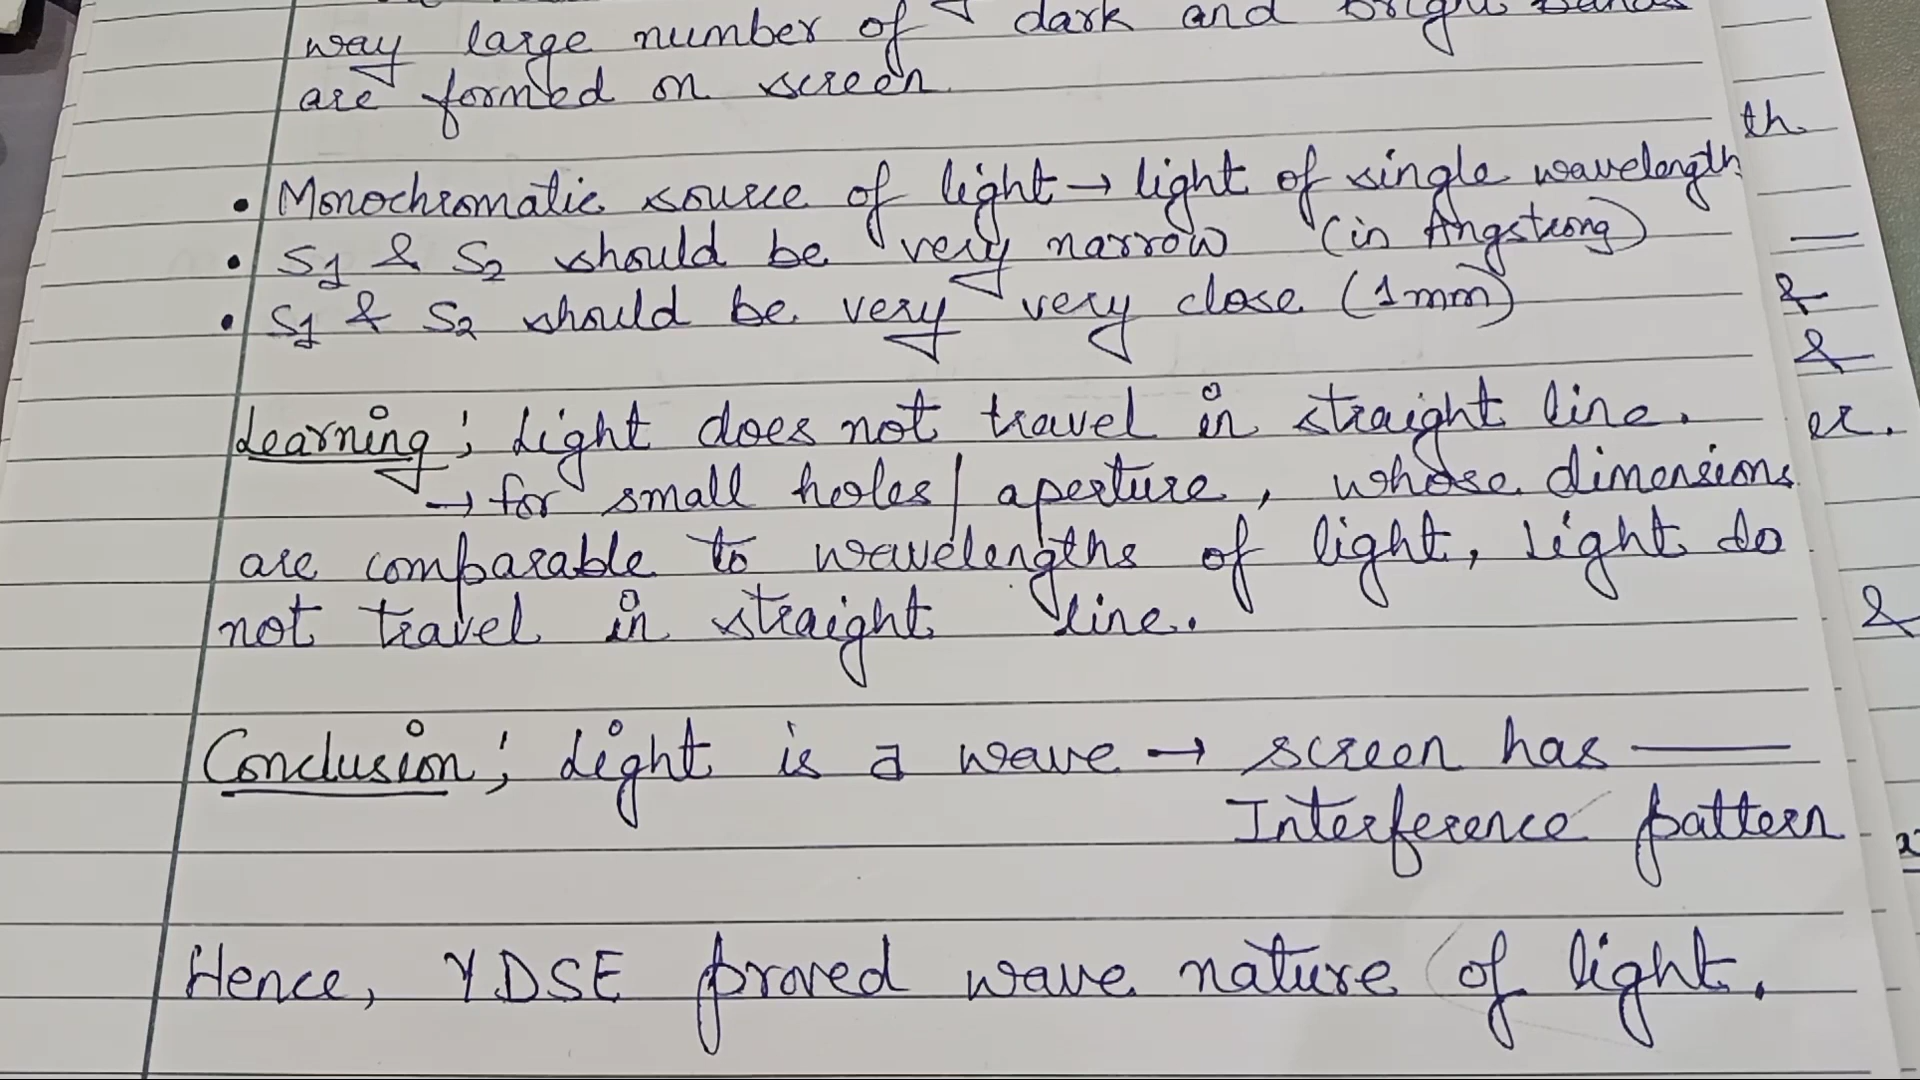 way large number of dark and bright bands
are formed on screen.
• Monochromatic source of light → light of single wavelength.
• S1 & S2 should be very narrow (in Angstrong)
• S1 & S2 should be very very close (1mm)
Learning; Light does not travel in straight line.
→ for small holes/ aperture, whose dimensions
are comparable to wavelengths of light, light do
not travel in straight line.
Conclusion; Light is a wave → screen has
Interference pattern
Hence, YDSE proved wave nature of light.
th
&
&
er.
&